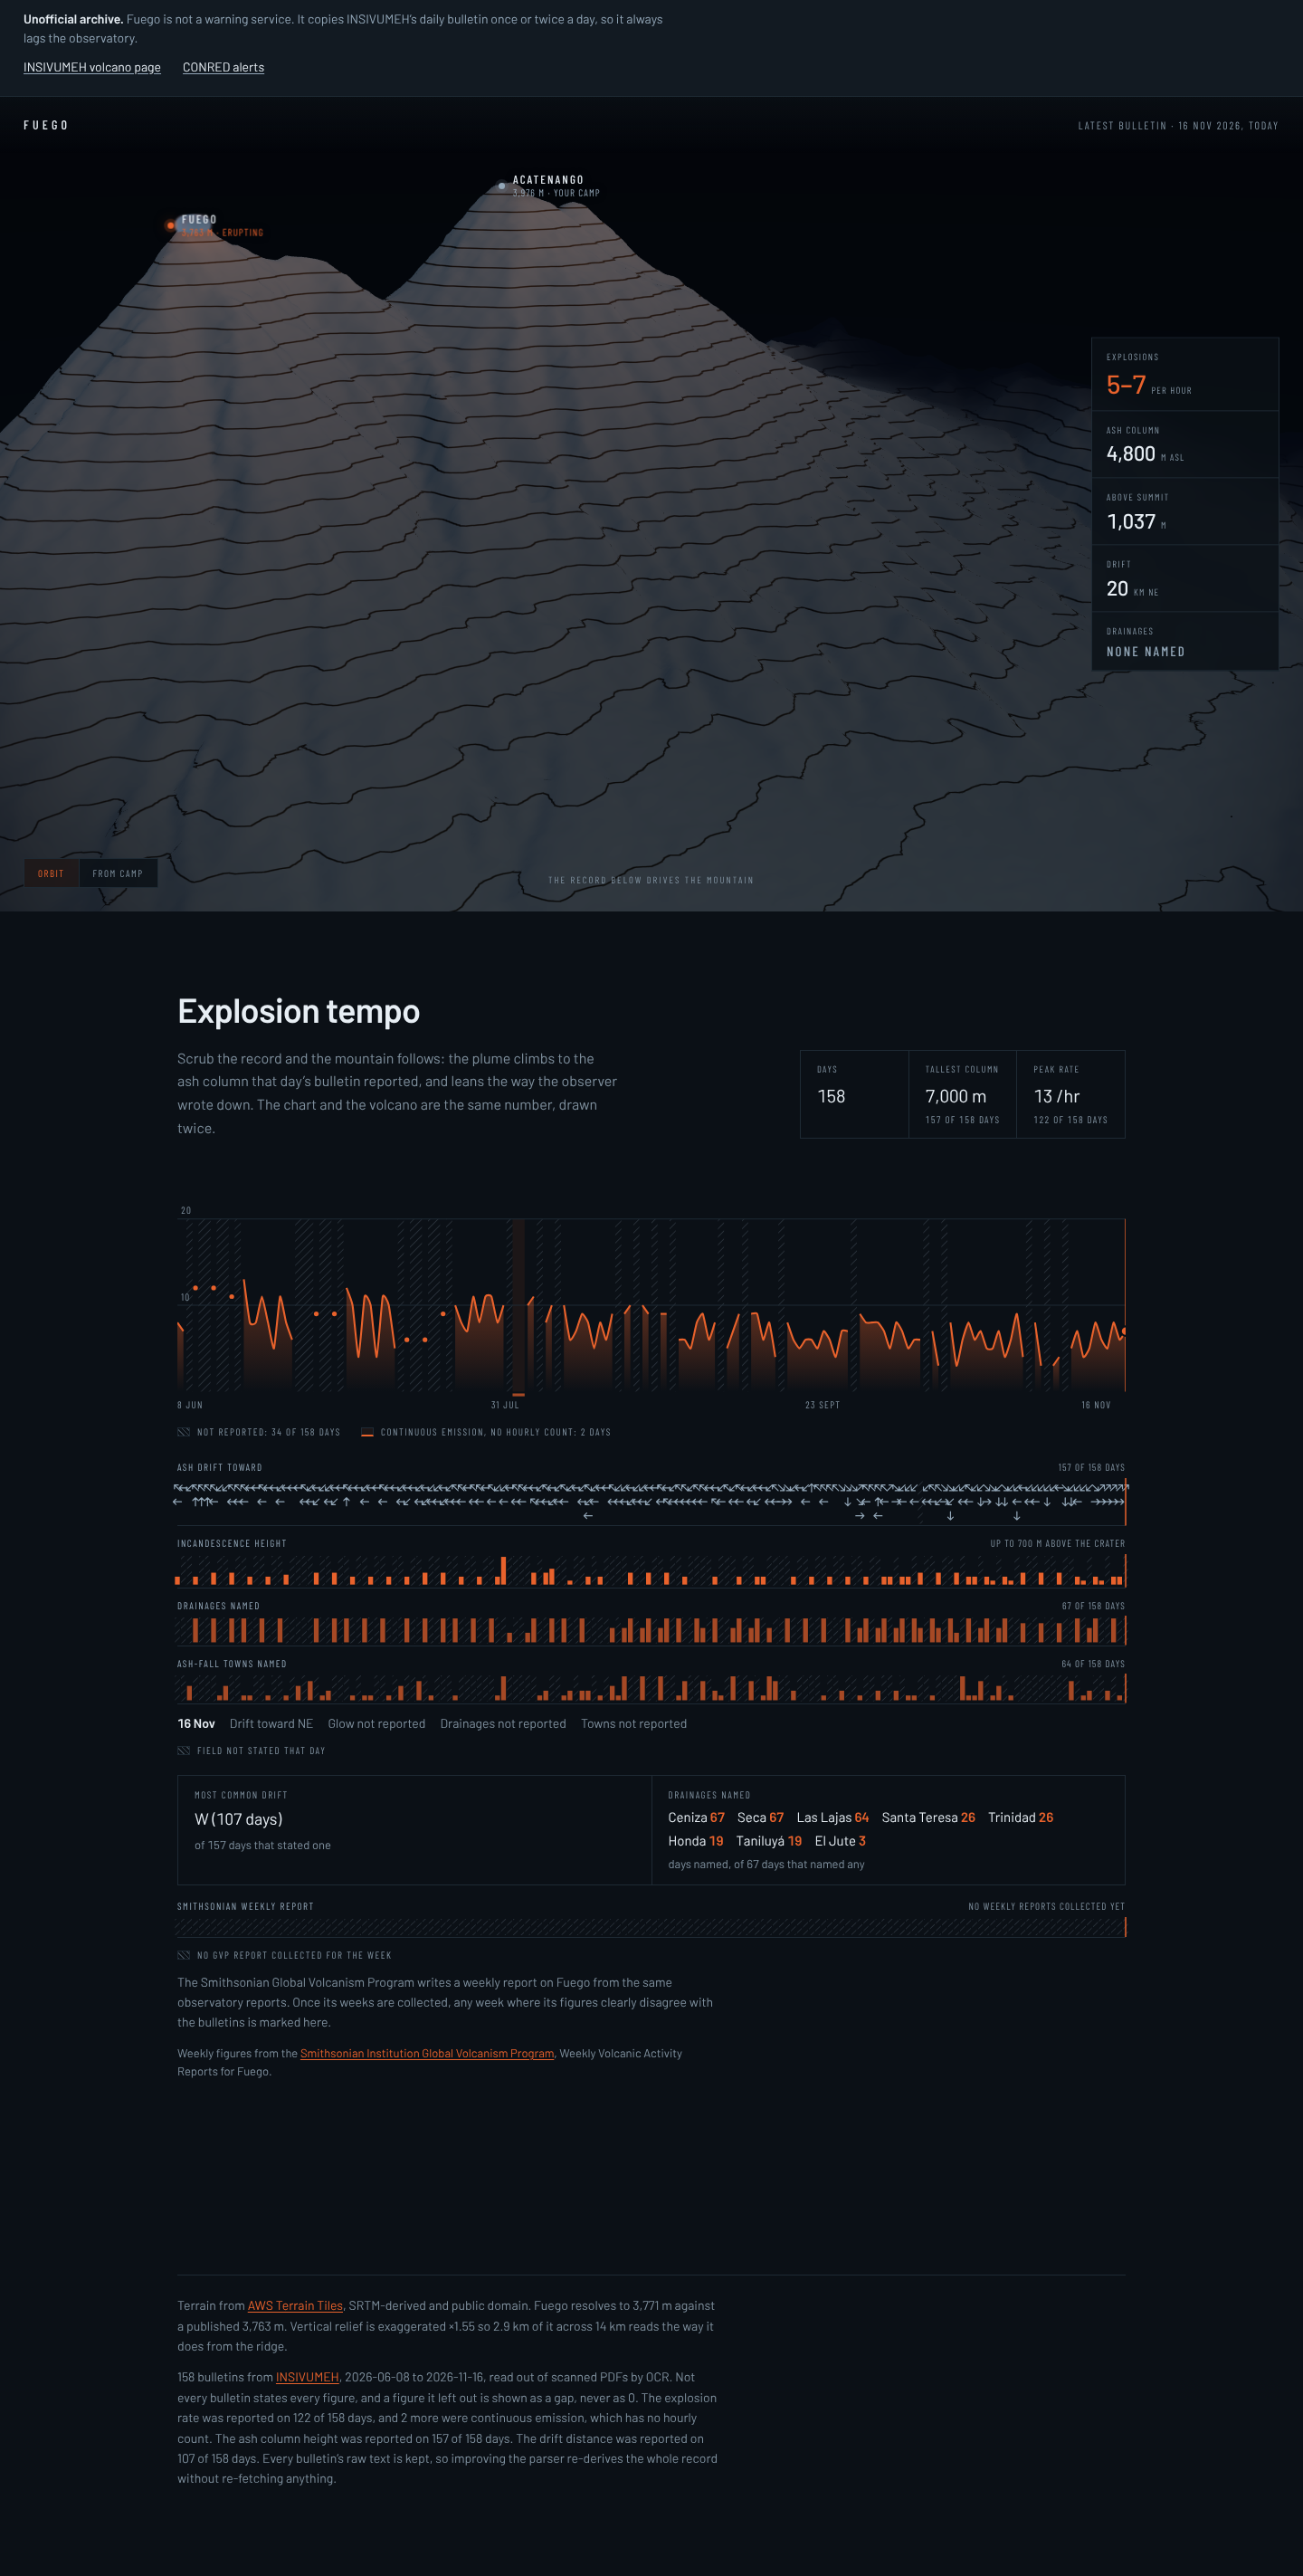 Unofficial archive. Fuego is not a warning service. It copies INSIVUMEH's daily bulletin once or twice a day, so it always
lags the observatory.
INSIVUMEH volcano page CONRED alerts
FUEGO
LATEST BULLETIN · 16 NOV 2026, TODAY
ACATENANGO
3,976 M · YOUR CAMP
FUEGO
3,763 M · ERUPTING
EXPLOSIONS
5–7 PER HOUR
ASH COLUMN
4,800 M ASL
ABOVE SUMMIT
1,037 M
DRIFT
20 KM NE
DRAINAGES
NONE NAMED
ORBIT FROM CAMP
THE RECORD BELOW DRIVES THE MOUNTAIN
Explosion tempo
Scrub the record and the mountain follows: the plume climbs to the
ash column that day's bulletin reported, and leans the way the observer
wrote down. The chart and the volcano are the same number, drawn
twice.
DAYS
158
TALLEST COLUMN
7,000 m
157 OF 158 DAYS
PEAK RATE
13 /hr
122 OF 158 DAYS
20
10
8 JUN 31 JUL 23 SEPT 16 NOV
NOT REPORTED: 34 OF 158 DAYS CONTINUOUS EMISSION, NO HOURLY COUNT: 2 DAYS
ASH DRIFT TOWARD 157 OF 158 DAYS
INCANDESCENCE HEIGHT UP TO 700 M ABOVE THE CRATER
DRAINAGES NAMED 67 OF 158 DAYS
ASH-FALL TOWNS NAMED 64 OF 158 DAYS
16 Nov Drift toward NE Glow not reported Drainages not reported Towns not reported
FIELD NOT STATED THAT DAY
MOST COMMON DRIFT
W (107 days)
of 157 days that stated one
DRAINAGES NAMED
Ceniza 67 Seca 67 Las Lajas 64 Santa Teresa 26 Trinidad 26
Honda 19 Taniluyá 19 El Jute 3
days named, of 67 days that named any
SMITHSONIAN WEEKLY REPORT NO WEEKLY REPORTS COLLECTED YET
NO GVP REPORT COLLECTED FOR THE WEEK
The Smithsonian Global Volcanism Program writes a weekly report on Fuego from the same
observatory reports. Once its weeks are collected, any week where its figures clearly disagree with
the bulletins is marked here.
Weekly figures from the Smithsonian Institution Global Volcanism Program, Weekly Volcanic Activity
Reports for Fuego.
Terrain from AWS Terrain Tiles, SRTM-derived and public domain. Fuego resolves to 3,771 m against
a published 3,763 m. Vertical relief is exaggerated ×1.55 so 2.9 km of it across 14 km reads the way it
does from the ridge.
158 bulletins from INSIVUMEH, 2026-06-08 to 2026-11-16, read out of scanned PDFs by OCR. Not
every bulletin states every figure, and a figure it left out is shown as a gap, never as 0. The explosion
rate was reported on 122 of 158 days, and 2 more were continuous emission, which has no hourly
count. The ash column height was reported on 157 of 158 days. The drift distance was reported on
107 of 158 days. Every bulletin's raw text is kept, so improving the parser re-derives the whole record
without re-fetching anything.